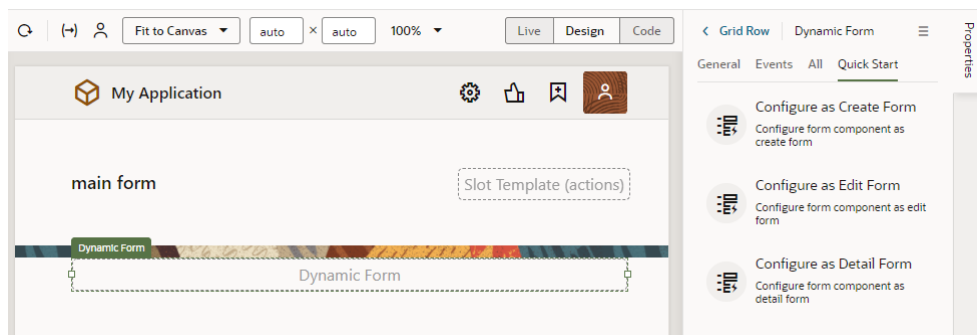 Fit to Canvas
auto
×
auto
100%
Live
Design
Code
Grid Row
Dynamic Form
Properties
General
Events
All
Quick Start
My Application
Configure as Create Form
Configure form component as
create form
main form
Slot Template (actions)
Configure as Edit Form
Configure form component as edit
form
Dynamic Form
Dynamic Form
Configure as Detail Form
Configure form component as
detail form